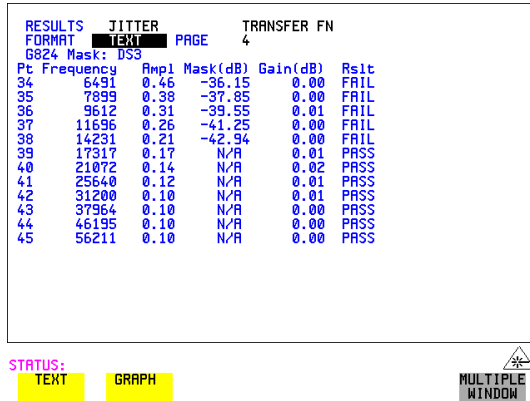 RESULTS JITTER TRANSFER FN
FORMAT TEXT PAGE 4
G824 Mask: DS3
Pt Frequency Ampl Mask(dB) Gain(dB) Rslt
34 6491 0.46 -36.15 0.00 FAIL
35 7899 0.38 -37.85 0.00 FAIL
36 9612 0.31 -39.55 0.01 FAIL
37 11696 0.26 -41.25 0.00 FAIL
38 14231 0.21 -42.94 0.00 FAIL
39 17317 0.17 N/A 0.01 PASS
40 21072 0.14 N/A 0.02 PASS
41 25640 0.12 N/A 0.01 PASS
42 31200 0.10 N/A 0.01 PASS
43 37964 0.10 N/A 0.00 PASS
44 46195 0.10 N/A 0.00 PASS
45 56211 0.10 N/A 0.00 PASS
STATUS:
TEXT GRAPH MULTIPLE
WINDOW